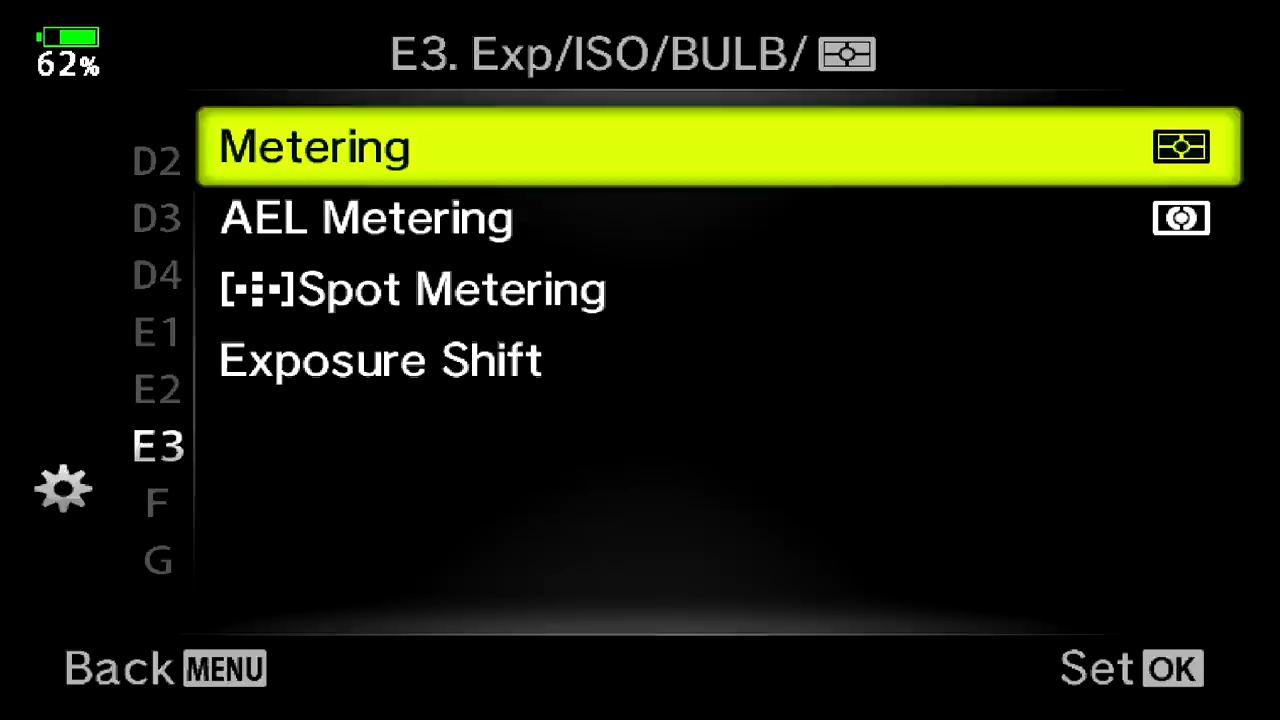 62%
E3. Exp/ISO/BULB/
D2
D3
D4
E1
E2
E3
F
G
Metering
AEL Metering
Spot Metering
Exposure Shift
Back MENU
Set OK